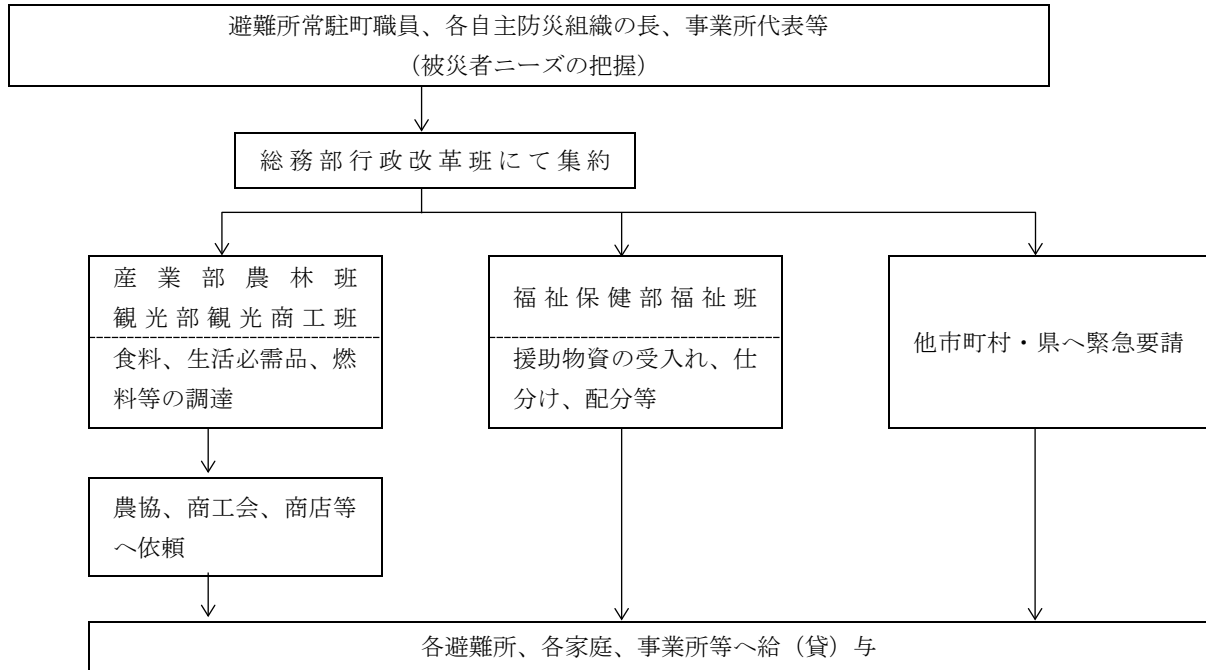 避難所常駐町職員、各自主防災組織の長、事業所代表等
（被災者ニーズの把握）
総務部行政改革班にて集約
産業部農林班
観光部観光商工班
食料、生活必需品、燃
料等の調達
福祉保健部福祉班
援助物資の受入れ、仕
分け、配分等
他市町村・県へ緊急要請
農協、商工会、商店等
へ依頼
各避難所、各家庭、事業所等へ給（貸）与